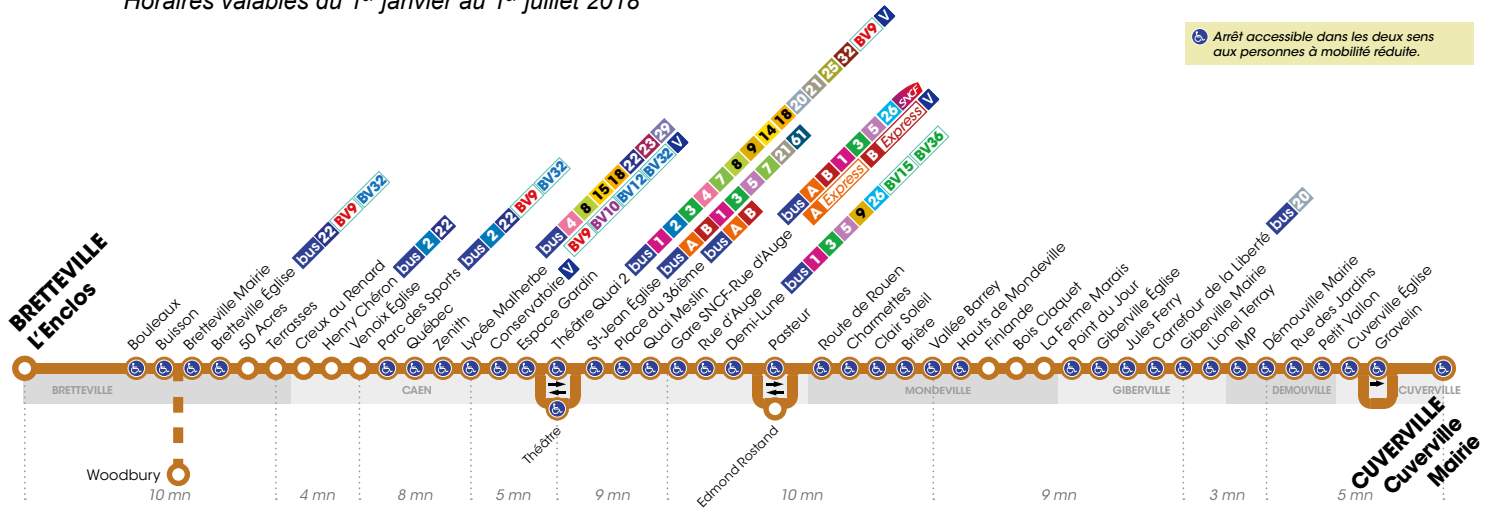 Horaires valables du 1er janvier au 1er juillet 2018
Arrêt accessible dans les deux sens
aux personnes à mobilité réduite.
BRETTEVILLE
L'Enclos
Bouleaux
Buisson
Bretteville Mairie
Bretteville Église
bus 22 BV9 BV32
50 Acres
Terrasses
Creux au Renard
Henry Chéron
bus 2 22
Venoix Église
Parc des Sports
bus 2 22 BV9 BV32
Québec
Zenith
Lycée Malherbe
bus 4 8 15 18 22 23 29
BV9 BV10 BV12 BV32 V
Conservatoire V
Espace Gardin
Théâtre Quai 2
bus 1 2 3 4 7 8 9 14 18 20 21 25 32 BV9 V
St-Jean Église
bus A B 1 3 5 7 21 61
Place du 36ième
bus A B
Quai Meslin
Gare SNCF-Rue d'Auge
bus A B 1 3 5 26 SNCF
A Express B Express V
Rue d'Auge
Demi-Lune
bus 1 3 5 9 26 BV15 BV36
Pasteur
Route de Rouen
Charmettes
Clair Soleil
Brière
Vallée Barrey
Hauts de Mondeville
Finlande
Bois Claquet
La Ferme Marais
Point du Jour
Giberville Église
Jules Ferry
Carrefour de la Liberté
bus 20
Giberville Mairie
Lionel Terray
IMP
Démouville Mairie
Rue des Jardins
Petit Vallon
Cuverville Église
Gravelin
BRETTEVILLE
CAEN
MONDEVILLE
GIBERVILLE
DEMOUVILLE
CUVERVILLE
Théâtre
Edmond Rostand
CUVERVILLE
Cuverville
Mairie
Woodbury
10 mn
4 mn
8 mn
5 mn
9 mn
10 mn
9 mn
3 mn
5 mn